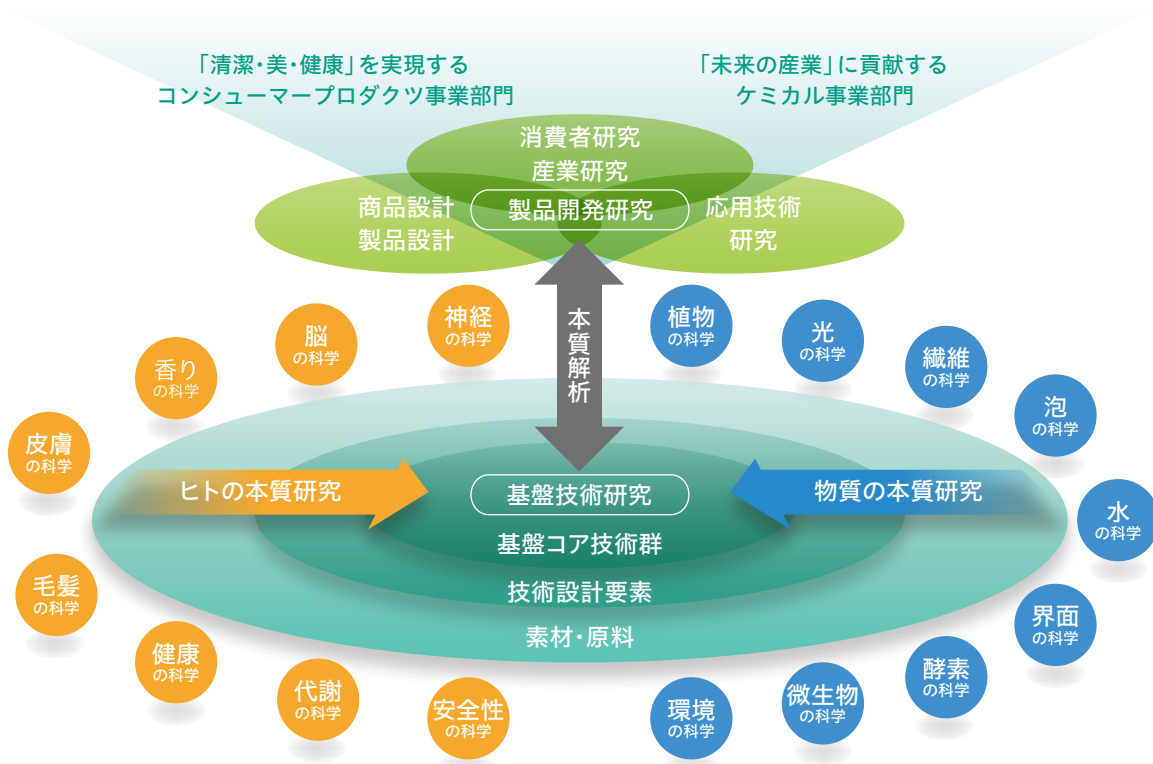 「清潔・美・健康」を実現する
コンシューマープロダクツ事業部門
「未来の産業」に貢献する
ケミカル事業部門
消費者研究
産業研究
商品設計
製品設計
製品開発研究
応用技術
研究
本質解析
神経
の科学
脳
の科学
香り
の科学
皮膚
の科学
毛髪
の科学
健康
の科学
代謝
の科学
安全性
の科学
植物
の科学
光
の科学
繊維
の科学
泡
の科学
水
の科学
界面
の科学
酵素
の科学
微生物
の科学
環境
の科学
ヒトの本質研究
物質の本質研究
基盤技術研究
基盤コア技術群
技術設計要素
素材・原料